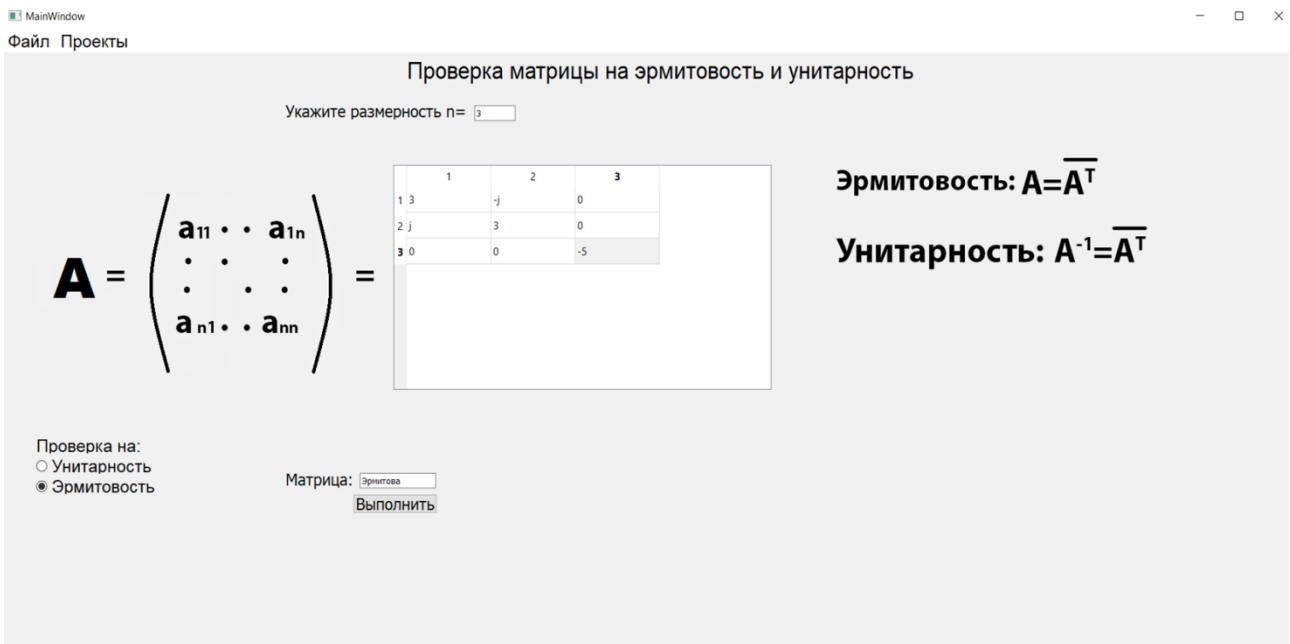 MainWindow
Файл Проекты
Проверка матрицы на эрмитовость и унитарность
Укажите размерность n= 3
A = ( a11 · · a1n
· · ·
· · ·
an1 · · ann ) =
1 2 3
1 3 -j 0
2 j 3 0
3 0 0 -5
Эрмитовость: A=A̅ᵀ
Унитарность: A⁻¹=A̅ᵀ
Проверка на:
Унитарность
Эрмитовость
Матрица: Эрмитова
Выполнить